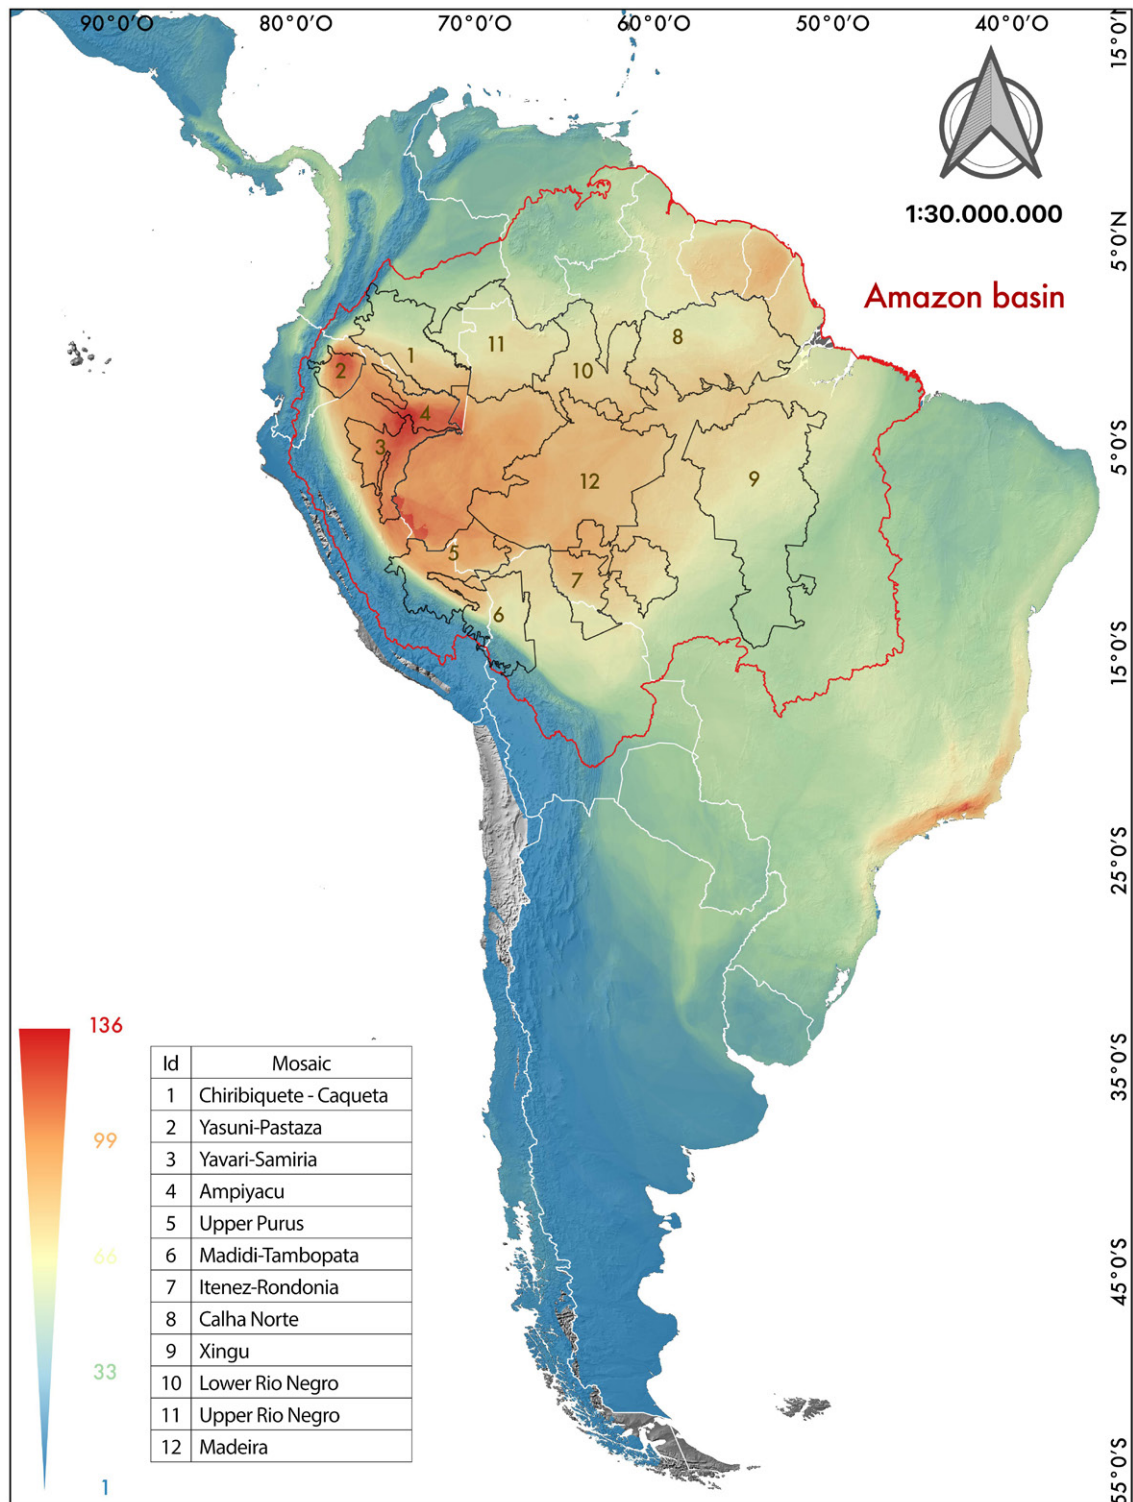 90°0'O 80°0'O 70°0'O 60°0'O 50°0'O 40°0'O
15°0'N
1:30.000.000
5°0'N
Amazon basin
8
11
1
10
2
4
5°0'S
3
9
12
5
7
6
15°0'S
25°0'S
136
35°0'S
Id Mosaic
1 Chiribiquete - Caqueta
2 Yasuni-Pastaza
99
3 Yavari-Samiria
4 Ampiyacu
5 Upper Purus
6 Madidi-Tambopata
66
45°0'S
7 Itenez-Rondonia
8 Calha Norte
9 Xingu
33
10 Lower Rio Negro
11 Upper Rio Negro
12 Madeira
1
55°0'S